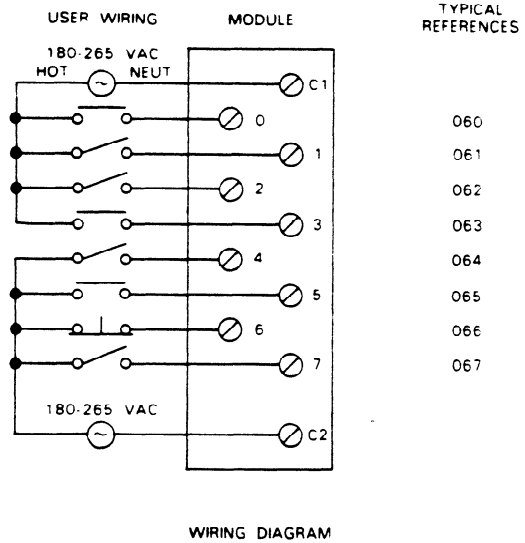 USER WIRING MODULE TYPICAL REFERENCES
180-265 VAC
HOT NEUT
C1
0 060
1 061
2 062
3 063
4 064
5 065
6 066
7 067
180-265 VAC
C2
WIRING DIAGRAM